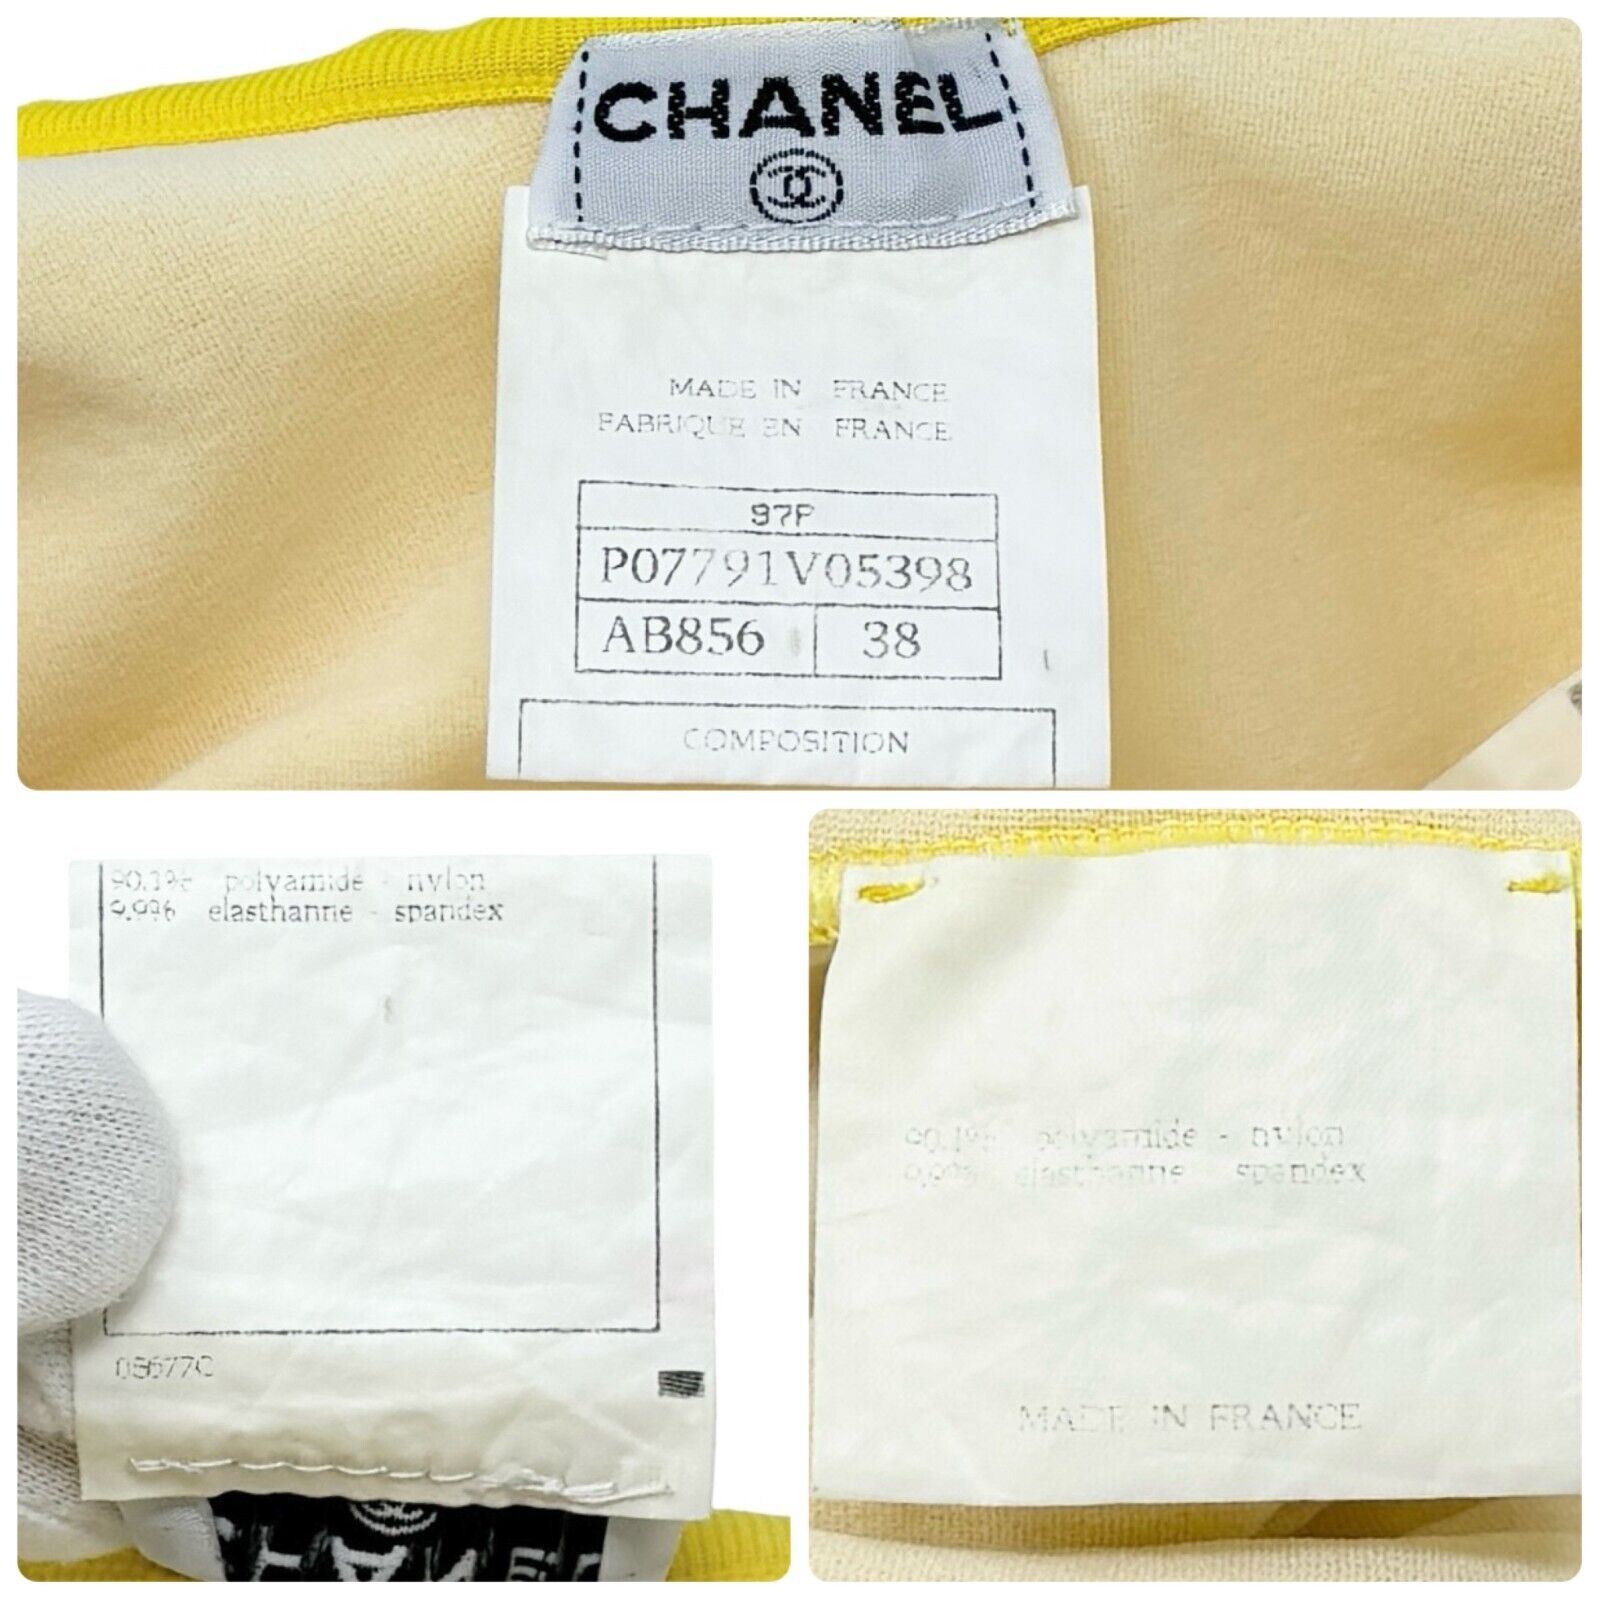 CHANEL
MADE IN FRANCE
FABRIQUE EN FRANCE
97P
P07791V05398
AB856 38
COMPOSITION
90.1% polyamide - nylon
9.9% elasthanne - spandex
90.1% polyamide - nylon
9.9% elasthanne - spandex
MADE IN FRANCE